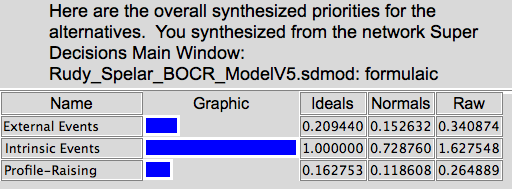 Here are the overall synthesized priorities for the
alternatives. You synthesized from the network Super
Decisions Main Window:
Rudy_Spelar_BOCR_ModelV5.sdmod: formulaic
Name Graphic Ideals Normals Raw
External Events 0.209440 0.152632 0.340874
Intrinsic Events 1.000000 0.728760 1.627548
Profile-Raising 0.162753 0.118608 0.264889